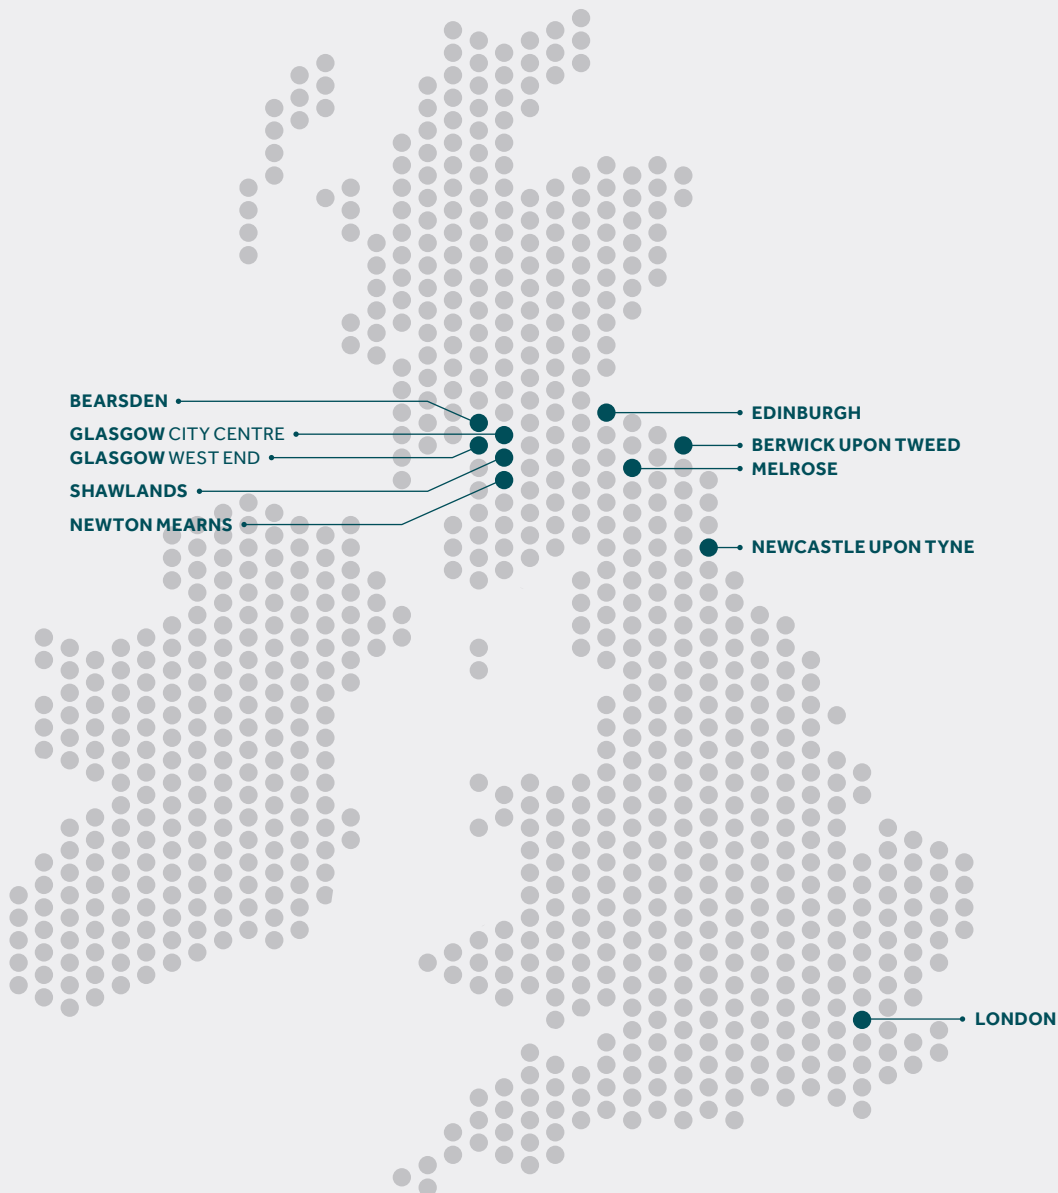 BEARSDEN
GLASGOW CITY CENTRE
GLASGOW WEST END
SHAWLANDS
NEWTON MEARNS
EDINBURGH
BERWICK UPON TWEED
MELROSE
NEWCASTLE UPON TYNE
LONDON